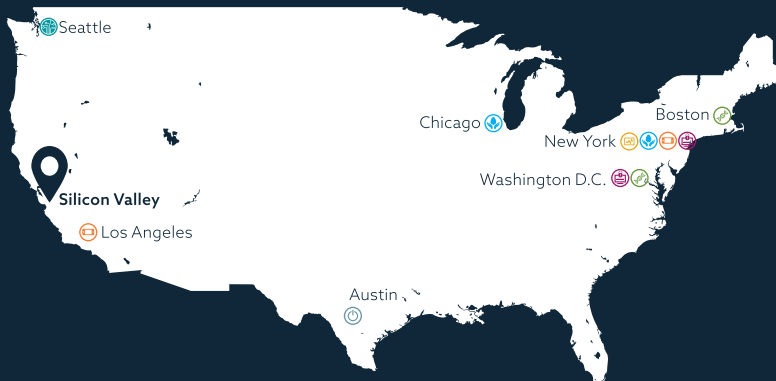 Seattle
Chicago
Boston
New York
Washington D.C.
Silicon Valley
Los Angeles
Austin